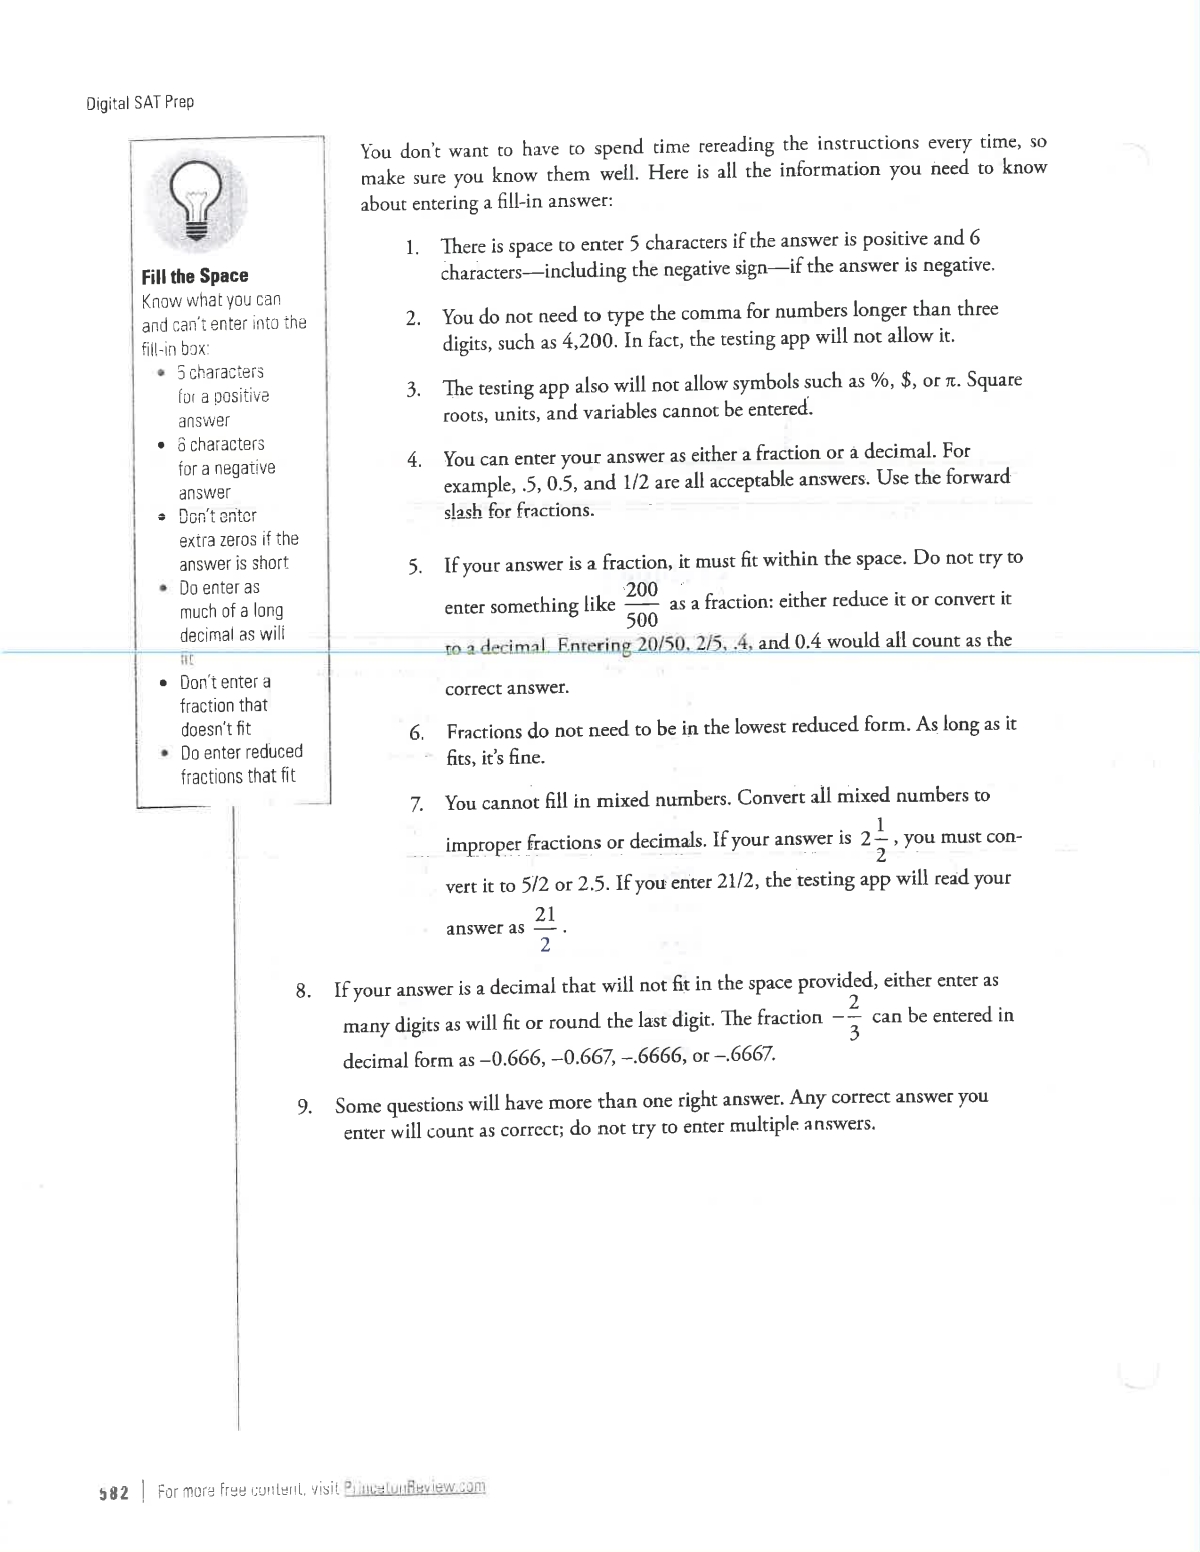 Digital SAT Prep
Fill the Space
Know what you can
and can't enter into the
fill-in box:
• 5 characters
for a positive
answer
• 6 characters
for a negative
answer
• Don't enter
extra zeros if the
answer is short
• Do enter as
much of a long
decimal as will
fit
• Don't enter a
fraction that
doesn't fit
• Do enter reduced
fractions that fit
You don't want to have to spend time rereading the instructions every time, so
make sure you know them well. Here is all the information you need to know
about entering a fill-in answer:
1. There is space to enter 5 characters if the answer is positive and 6
characters—including the negative sign—if the answer is negative.
2. You do not need to type the comma for numbers longer than three
digits, such as 4,200. In fact, the testing app will not allow it.
3. The testing app also will not allow symbols such as %, $, or π. Square
roots, units, and variables cannot be entered.
4. You can enter your answer as either a fraction or a decimal. For
example, .5, 0.5, and 1/2 are all acceptable answers. Use the forward
slash for fractions.
5. If your answer is a fraction, it must fit within the space. Do not try to
enter something like 200/500 as a fraction: either reduce it or convert it
to a decimal. Entering 20/50, 2/5, .4, and 0.4 would all count as the
correct answer.
6. Fractions do not need to be in the lowest reduced form. As long as it
fits, it's fine.
7. You cannot fill in mixed numbers. Convert all mixed numbers to
improper fractions or decimals. If your answer is 2 1/2, you must con-
vert it to 5/2 or 2.5. If you enter 21/2, the testing app will read your
answer as 21/2.
8. If your answer is a decimal that will not fit in the space provided, either enter as
many digits as will fit or round the last digit. The fraction −2/3 can be entered in
decimal form as –0.666, –0.667, –.6666, or –.6667.
9. Some questions will have more than one right answer. Any correct answer you
enter will count as correct; do not try to enter multiple answers.
582 | For more free content, visit PrincetonReview.com